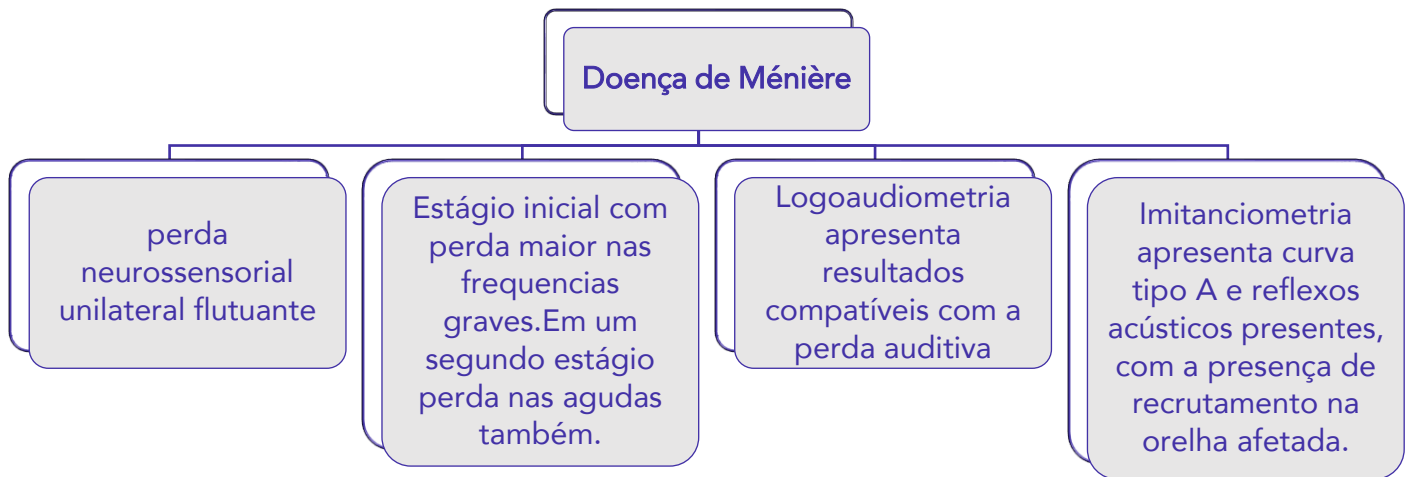 Doença de Ménière
perda
neurossensorial
unilateral flutuante
Estágio inicial com
perda maior nas
frequencias
graves.Em um
segundo estágio
perda nas agudas
também.
Logoaudiometria
apresenta
resultados
compatíveis com a
perda auditiva
Imitanciometria
apresenta curva
tipo A e reflexos
acústicos presentes,
com a presença de
recrutamento na
orelha afetada.